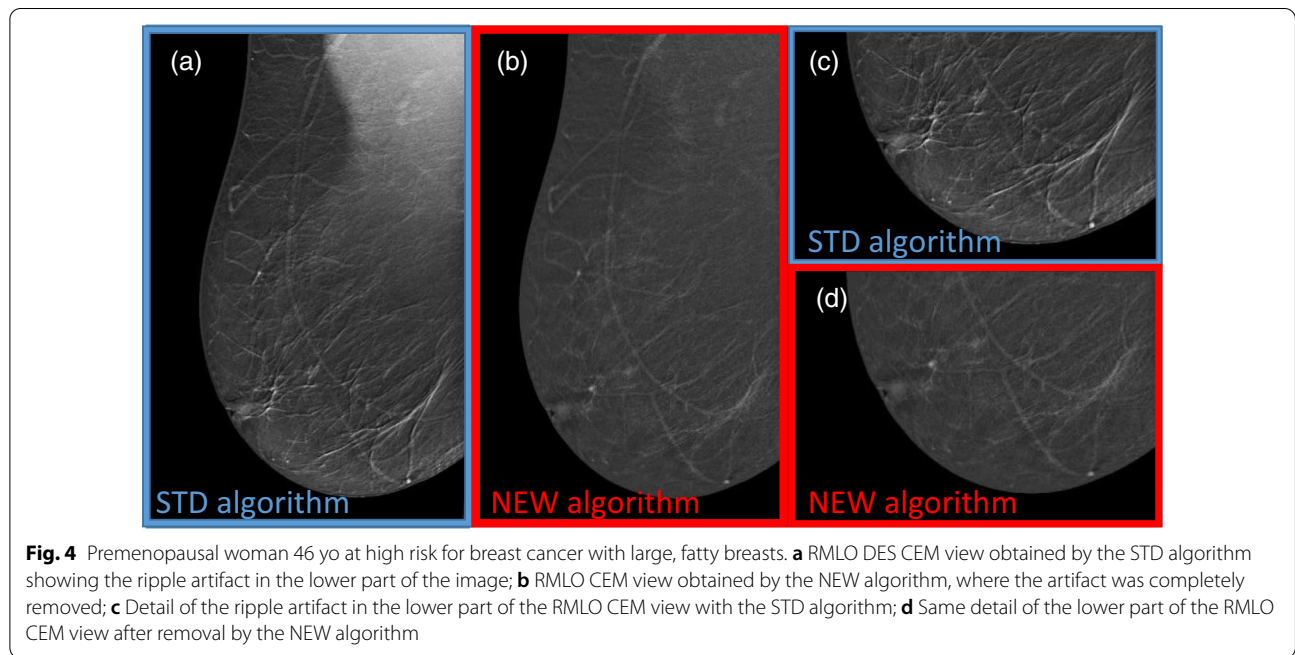 (a)
STD algorithm
(b)
NEW algorithm
(c)
STD algorithm
(d)
NEW algorithm
Fig. 4 Premenopausal woman 46 yo at high risk for breast cancer with large, fatty breasts. a RMLO DES CEM view obtained by the STD algorithm
showing the ripple artifact in the lower part of the image; b RMLO CEM view obtained by the NEW algorithm, where the artifact was completely
removed; c Detail of the ripple artifact in the lower part of the RMLO CEM view with the STD algorithm; d Same detail of the lower part of the RMLO
CEM view after removal by the NEW algorithm